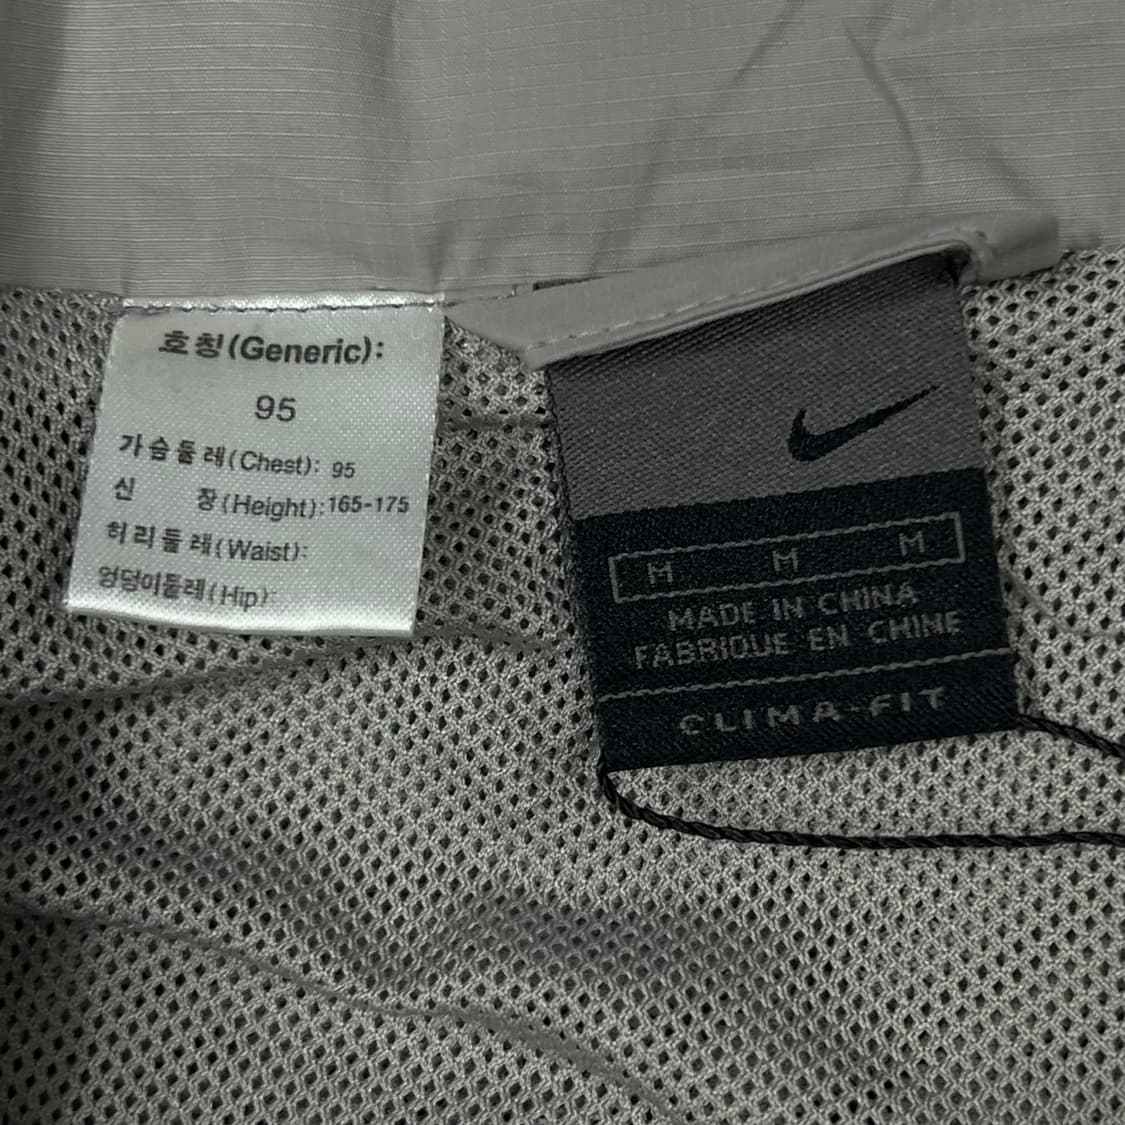 호칭(Generic):
95
가슴둘레(Chest): 95
신 장(Height):165-175
허리둘레(Waist):
엉덩이둘레(Hip):
M M M
MADE IN CHINA
FABRIQUE EN CHINE
CLIMA-FIT